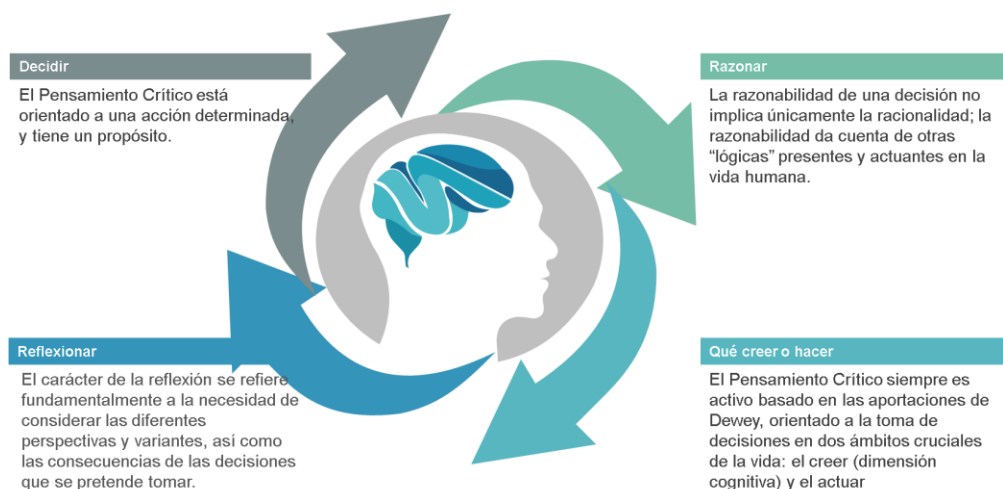 Decidir
El Pensamiento Crítico está
orientado a una acción determinada,
y tiene un propósito.
Razonar
La razonabilidad de una decisión no
implica únicamente la racionalidad; la
razonabilidad da cuenta de otras
“lógicas” presentes y actuantes en la
vida humana.
Reflexionar
El carácter de la reflexión se refiere
fundamentalmente a la necesidad de
considerar las diferentes
perspectivas y variantes, así como
las consecuencias de las decisiones
que se pretende tomar.
Qué creer o hacer
El Pensamiento Crítico siempre es
activo basado en las aportaciones de
Dewey, orientado a la toma de
decisiones en dos ámbitos cruciales
de la vida: el creer (dimensión
cognitiva) y el actuar